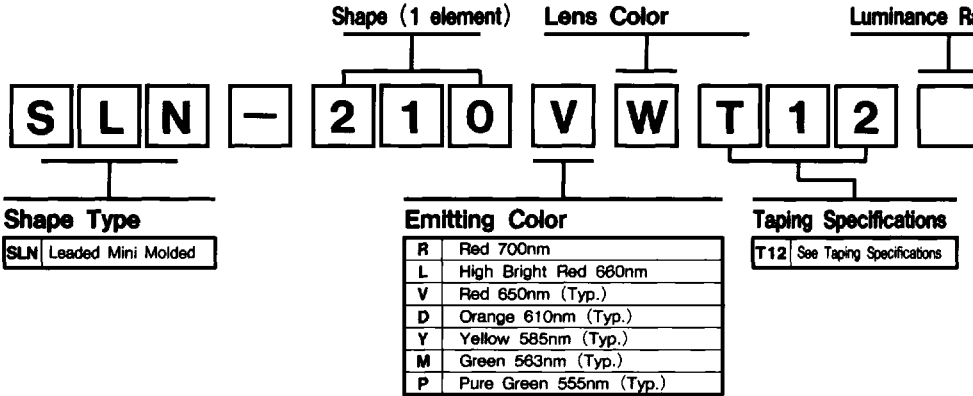 Shape (1 element) Lens Color Luminance Ra
S L N - 2 1 0 V W T 1 2
Shape Type Emitting Color Taping Specifications
SLN Leaded Mini Molded R Red 700nm T12 See Taping Specifications
L High Bright Red 660nm
V Red 650nm (Typ.)
D Orange 610nm (Typ.)
Y Yellow 585nm (Typ.)
M Green 563nm (Typ.)
P Pure Green 555nm (Typ.)